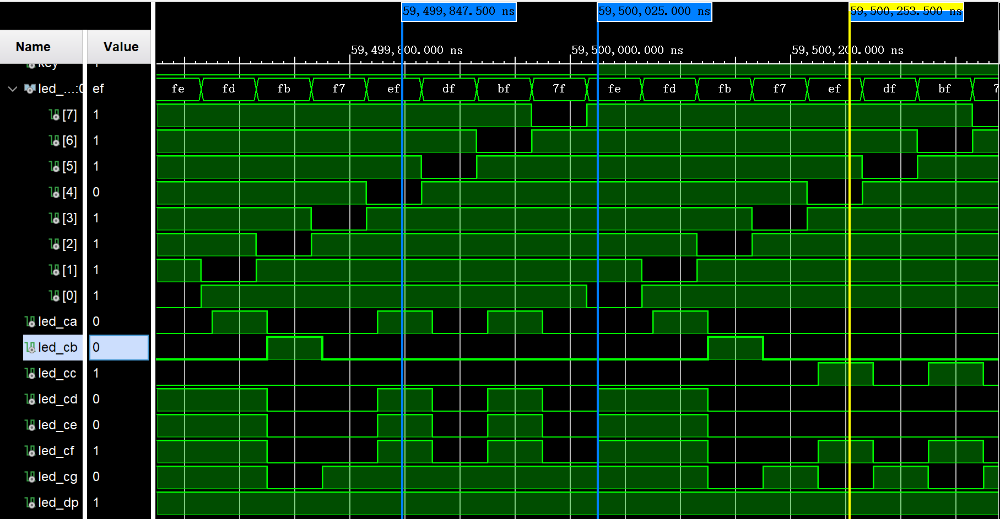 59,499,847.500 ns 59,500,025.000 ns 59,500,253.500 ns
Name Value
59,499,800.000 ns 59,500,000.000 ns 59,500,200.000 ns
key 1
led_...:0 ef fe fd fb f7 ef df bf 7f fe fd fb f7 ef df bf 7
[7] 1
[6] 1
[5] 1
[4] 0
[3] 1
[2] 1
[1] 1
[0] 1
led_ca 0
led_cb 0
led_cc 1
led_cd 0
led_ce 0
led_cf 1
led_cg 0
led_dp 1